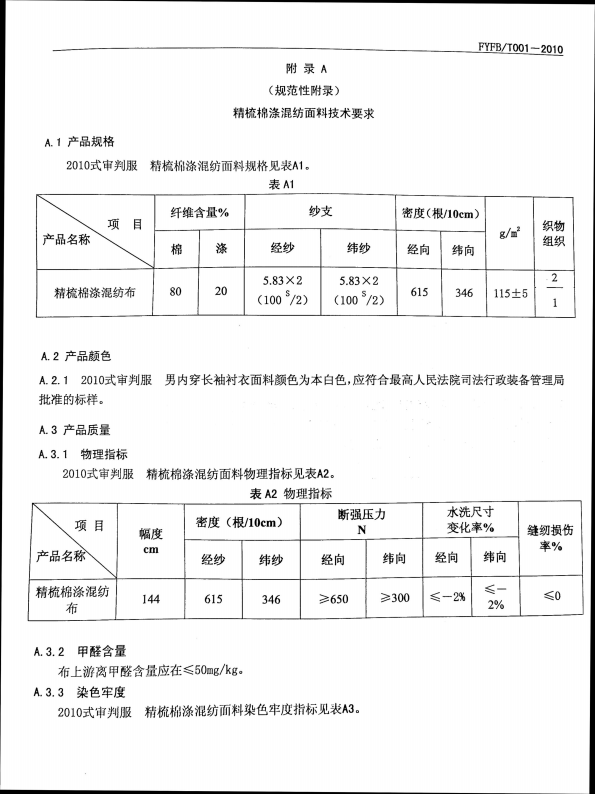 FYFB/T001—2010
附 录 A
（规范性附录）
精梳棉涤混纺面料技术要求
A.1 产品规格
2010式审判服 精梳棉涤混纺面料规格见表A1。
表 A1
项 目
产品名称
纤维含量%
纱支
密度（根/10cm）
g/m²
织物
组织
棉
涤
经纱
纬纱
经向
纬向
精梳棉涤混纺布
80
20
5.83×2
（100 S/2）
5.83×2
（100 S/2）
615
346
115±5
2
1
A.2 产品颜色
A.2.1 2010式审判服 男内穿长袖衬衣面料颜色为本白色，应符合最高人民法院司法行政装备管理局
批准的标样。
A.3 产品质量
A.3.1 物理指标
2010式审判服 精梳棉涤混纺面料物理指标见表A2。
表 A2 物理指标
项 目
产品名称
幅度
cm
密度（根/10cm）
断强压力
N
水洗尺寸
变化率%
缝纫损伤
率%
经纱
纬纱
经向
纬向
经向
纬向
精梳棉涤混纺
布
144
615
346
≥650
≥300
≤－2%
≤－
2%
≤0
A.3.2 甲醛含量
布上游离甲醛含量应在≤50mg/kg。
A.3.3 染色牢度
2010式审判服 精梳棉涤混纺面料染色牢度指标见表A3。